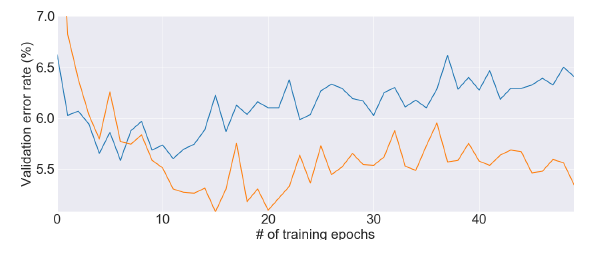 7.0
6.5
6.0
5.5
Validation error rate (%)
0 10 20 30 40
# of training epochs